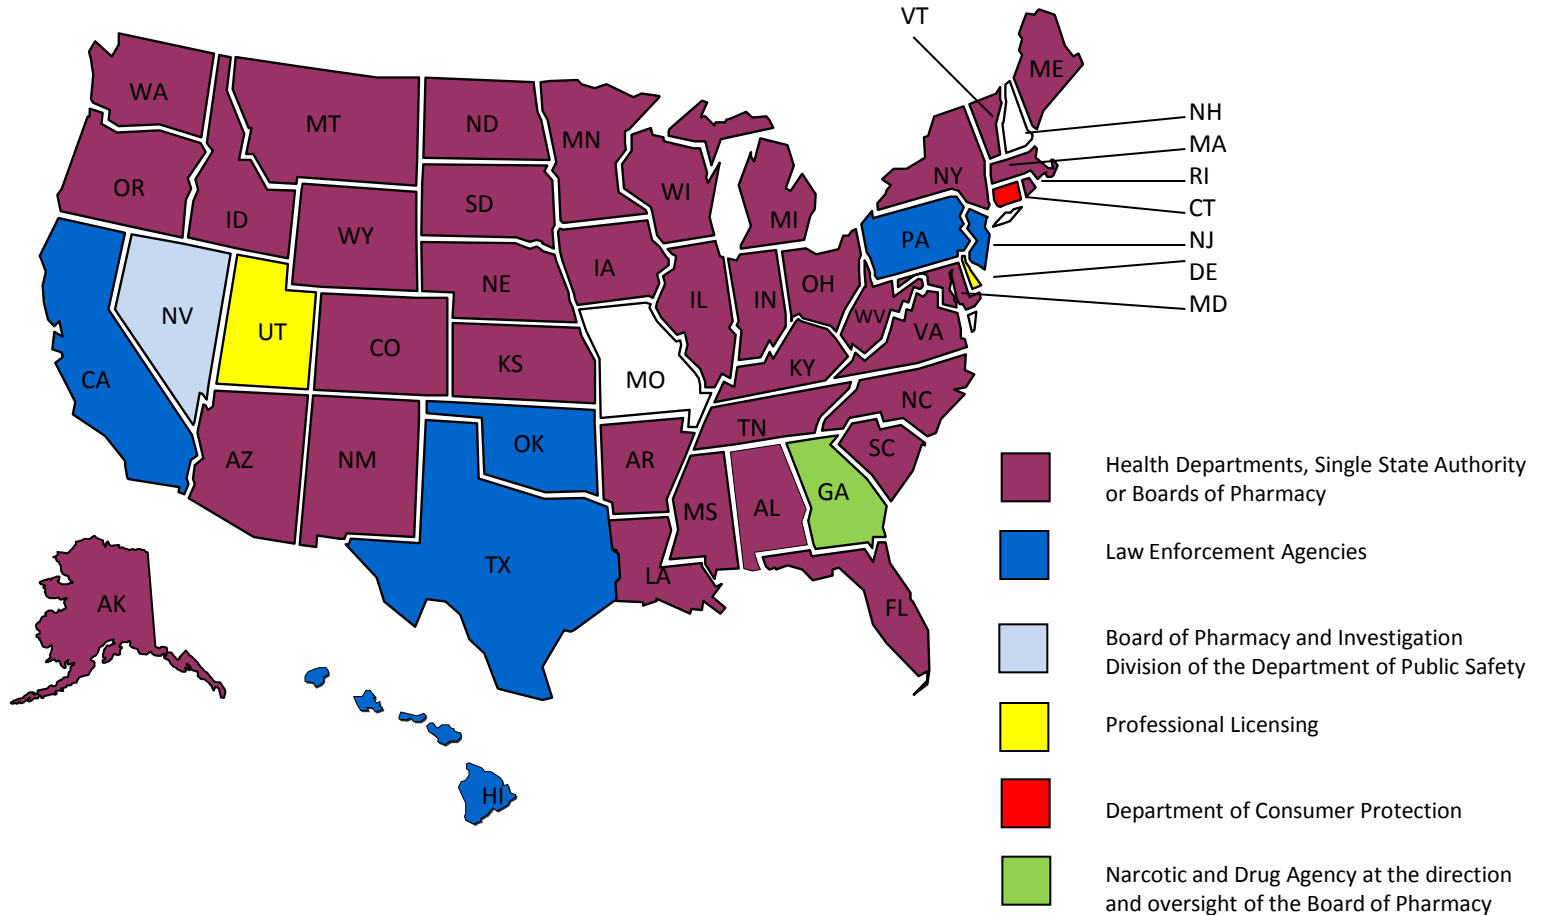 VT
ME
WA
MT
ND
MN
NH
MA
OR
ID
SD
WI
MI
NY
RI
CT
WY
PA
NJ
NE
IA
IL
IN
OH
DE
MD
NV
UT
CO
KS
MO
WV
VA
KY
CA
NC
TN
OK
AZ
NM
AR
SC
GA
MS
AL
TX
LA
FL
AK
HI
Health Departments, Single State Authority
or Boards of Pharmacy
Law Enforcement Agencies
Board of Pharmacy and Investigation
Division of the Department of Public Safety
Professional Licensing
Department of Consumer Protection
Narcotic and Drug Agency at the direction
and oversight of the Board of Pharmacy